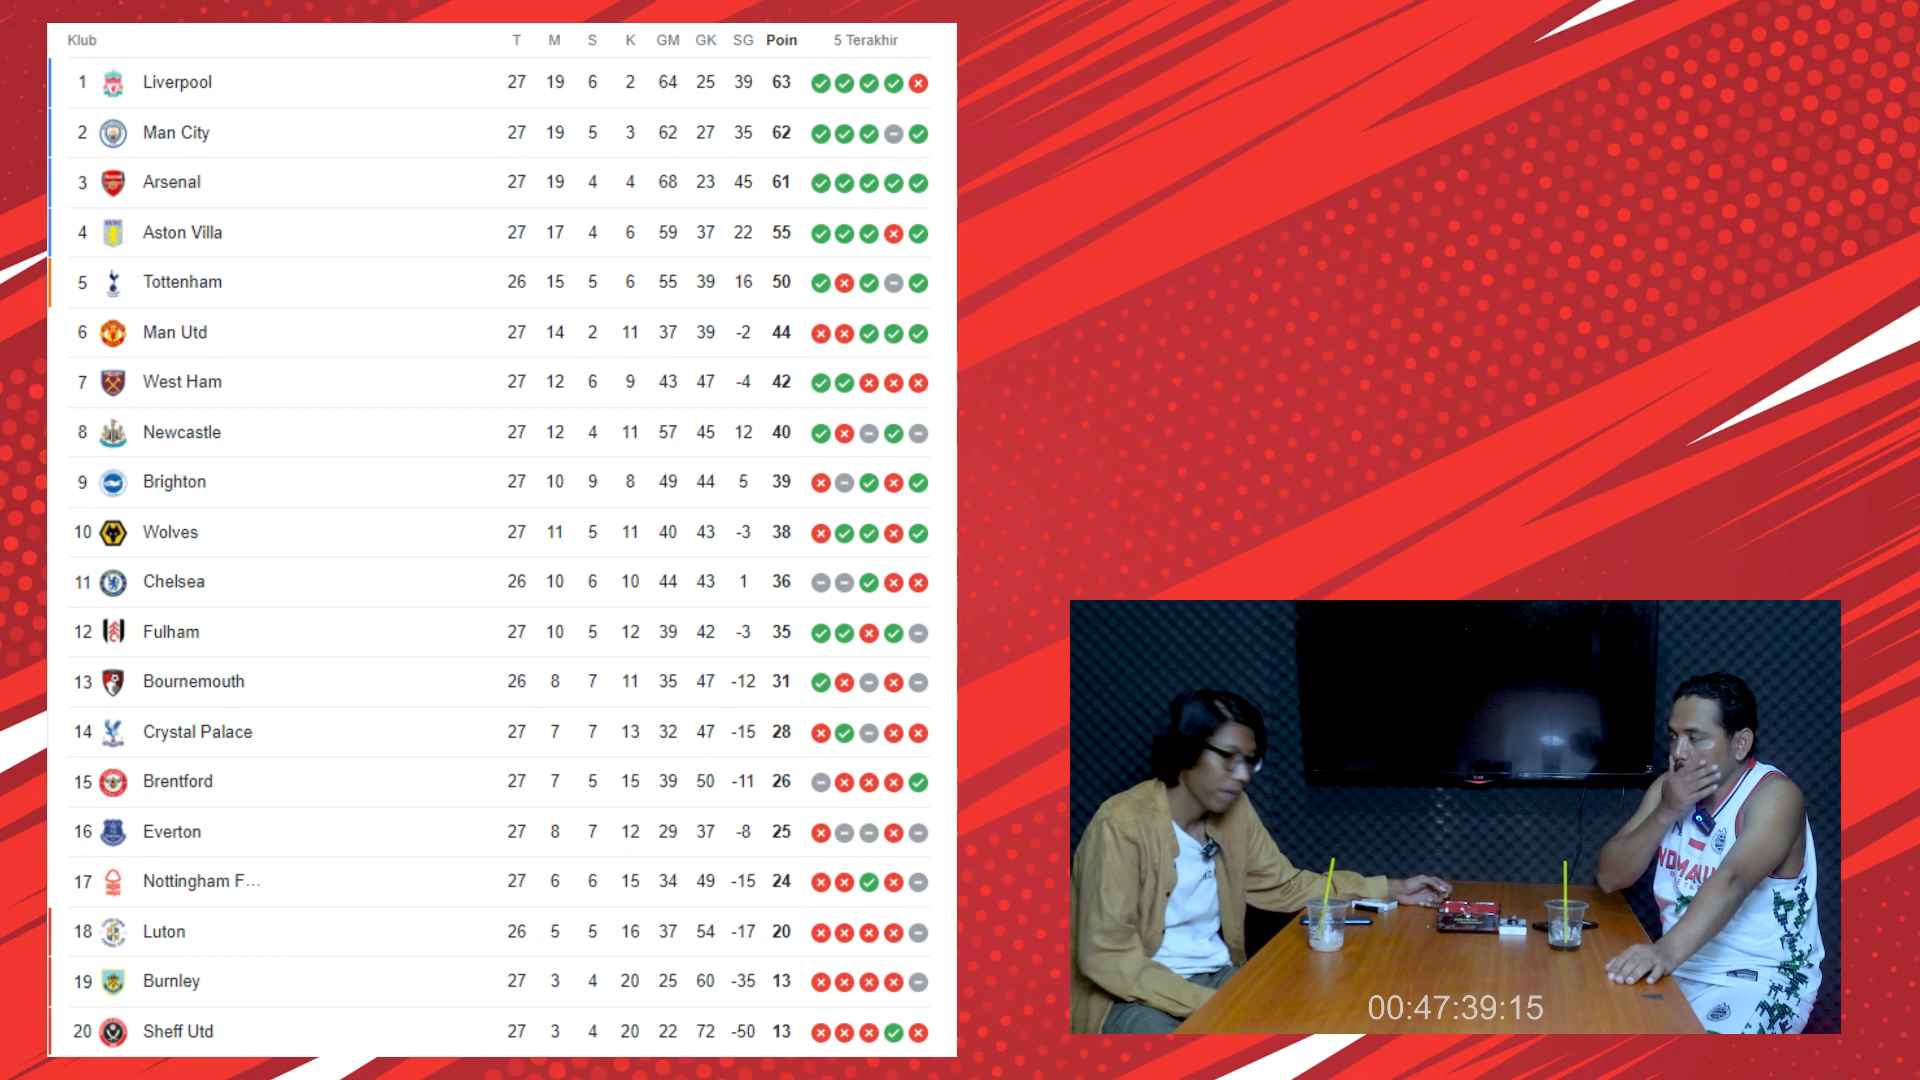 Klub T M S K GM GK SG Poin 5 Terakhir
1 Liverpool 27 19 6 2 64 25 39 63
2 Man City 27 19 5 3 62 27 35 62
3 Arsenal 27 19 4 4 68 23 45 61
4 Aston Villa 27 17 4 6 59 37 22 55
5 Tottenham 26 15 5 6 55 39 16 50
6 Man Utd 27 14 2 11 37 39 -2 44
7 West Ham 27 12 6 9 43 47 -4 42
8 Newcastle 27 12 4 11 57 45 12 40
9 Brighton 27 10 9 8 49 44 5 39
10 Wolves 27 11 5 11 40 43 -3 38
11 Chelsea 26 10 6 10 44 43 1 36
12 Fulham 27 10 5 12 39 42 -3 35
13 Bournemouth 26 8 7 11 35 47 -12 31
14 Crystal Palace 27 7 7 13 32 47 -15 28
15 Brentford 27 7 5 15 39 50 -11 26
16 Everton 27 8 7 12 29 37 -8 25
17 Nottingham F... 27 6 6 15 34 49 -15 24
18 Luton 26 5 5 16 37 54 -17 20
19 Burnley 27 3 4 20 25 60 -35 13
20 Sheff Utd 27 3 4 20 22 72 -50 13
00:47:39:15